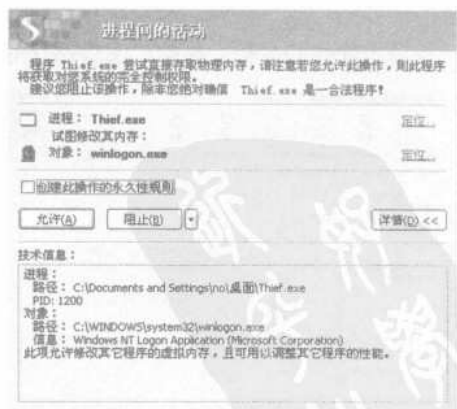 进程间的活动
程序 Thief.exe 尝试直接存取物理内存，请注意若您允许此操作，则此程序
将获取对您系统的完全控制权限。
建议您阻止该操作，除非您绝对确信 Thief.exe 是一合法程序！
进程： Thief.exe 定位...
试图修改其内存：
对象： winlogon.exe 定位...
创建此操作的永久性规则
允许(A) 阻止(B) 详情(D) <<
技术信息：
进程：
路径： C:\Documents and Settings\no\桌面\Thief.exe
PID: 1200
对象：
路径： C:\WINDOWS\system32\winlogon.exe
信息： Windows NT Logon Application (Microsoft Corporation)
此项允许修改其它程序的虚拟内存，且可用以调整其它程序的性能。